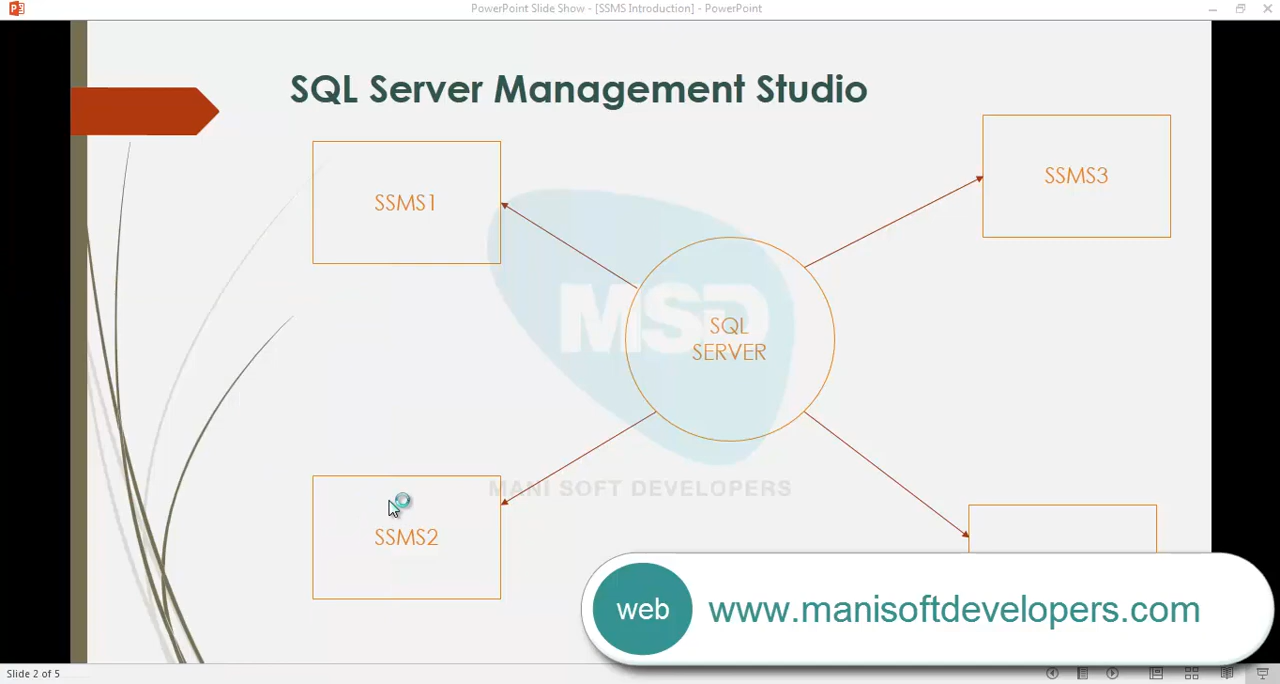 PowerPoint Slide Show - [SSMS Introduction] - PowerPoint
SQL Server Management Studio
SSMS1
SSMS3
MSD
SQL
SERVER
MANI SOFT DEVELOPERS
SSMS2
web
www.manisoftdevelopers.com
Slide 2 of 5